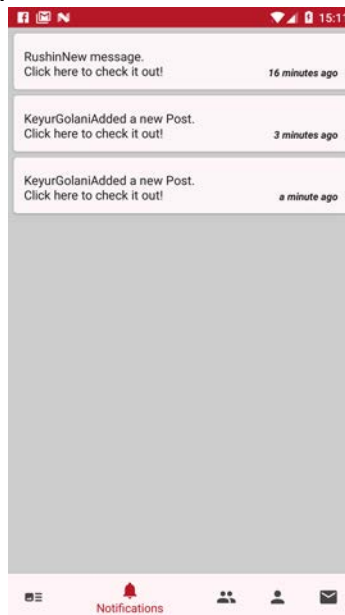 15:11
RushinNew message.
Click here to check it out!
16 minutes ago
KeyurGolaniAdded a new Post.
Click here to check it out!
3 minutes ago
KeyurGolaniAdded a new Post.
Click here to check it out!
a minute ago
Notifications